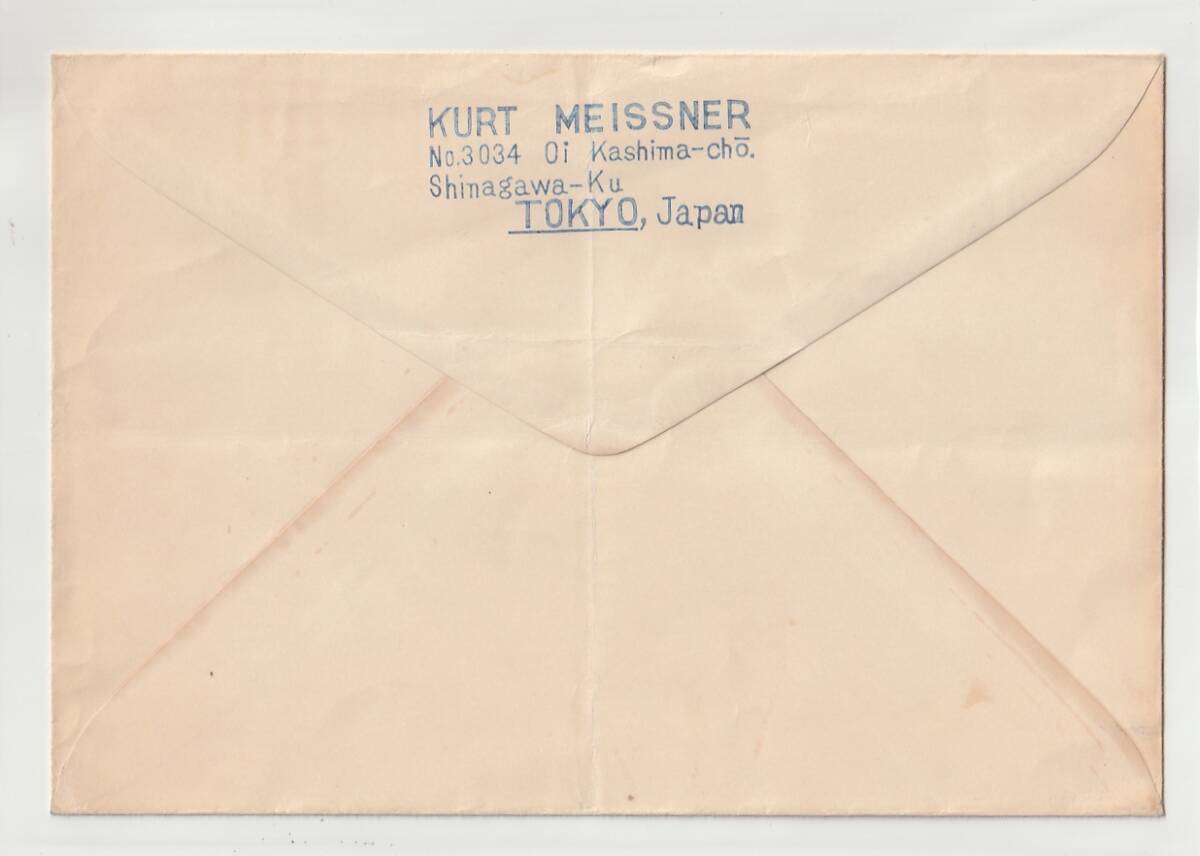 KURT MEISSNER
No.3034 Oi Kashima-chō.
Shinagawa-Ku
TOKYO, Japan